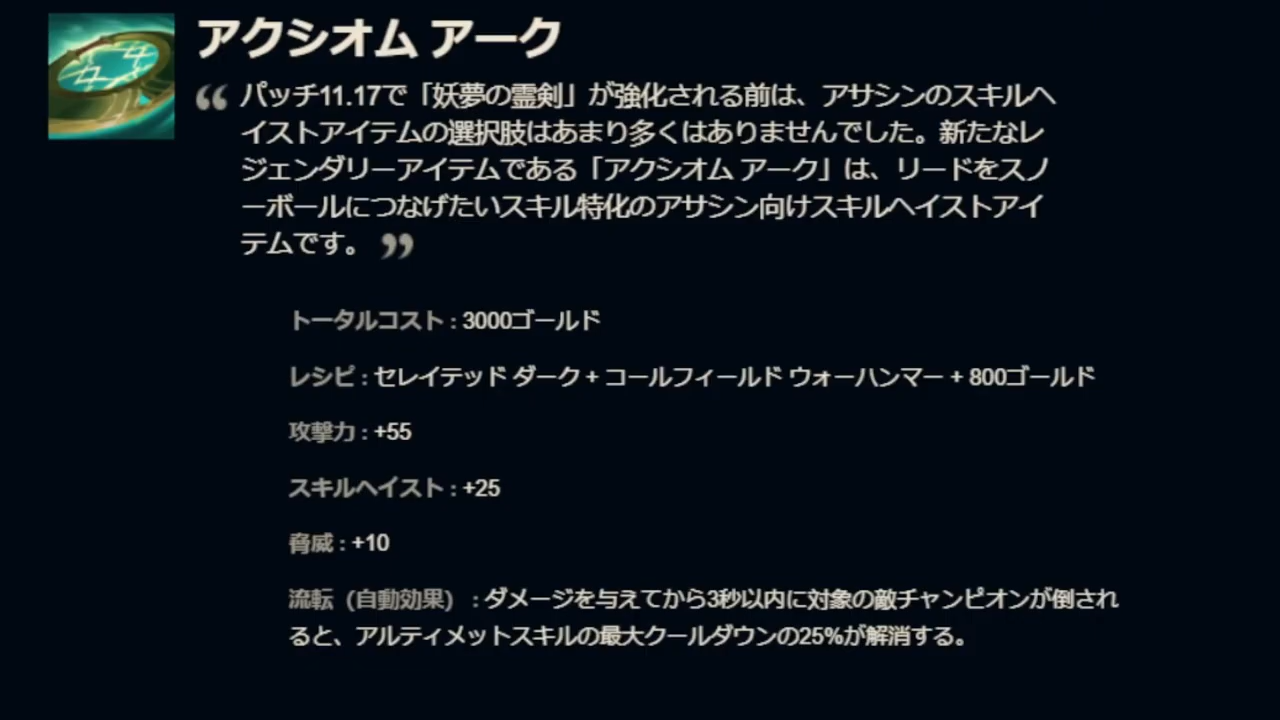 アクシオム アーク
“ パッチ11.17で「妖夢の霊剣」が強化される前は、アサシンのスキルヘ
イストアイテムの選択肢はあまり多くはありませんでした。新たなレ
ジェンダリーアイテムである「アクシオム アーク」は、リードをスノ
ーボールにつなげたいスキル特化のアサシン向けスキルヘイストアイ
テムです。 ”
トータルコスト : 3000ゴールド
レシピ : セレイテッド ダーク + コールフィールド ウォーハンマー + 800ゴールド
攻撃力 : +55
スキルヘイスト : +25
脅威 : +10
流転（自動効果） : ダメージを与えてから3秒以内に対象の敵チャンピオンが倒され
ると、アルティメットスキルの最大クールダウンの25%が解消する。